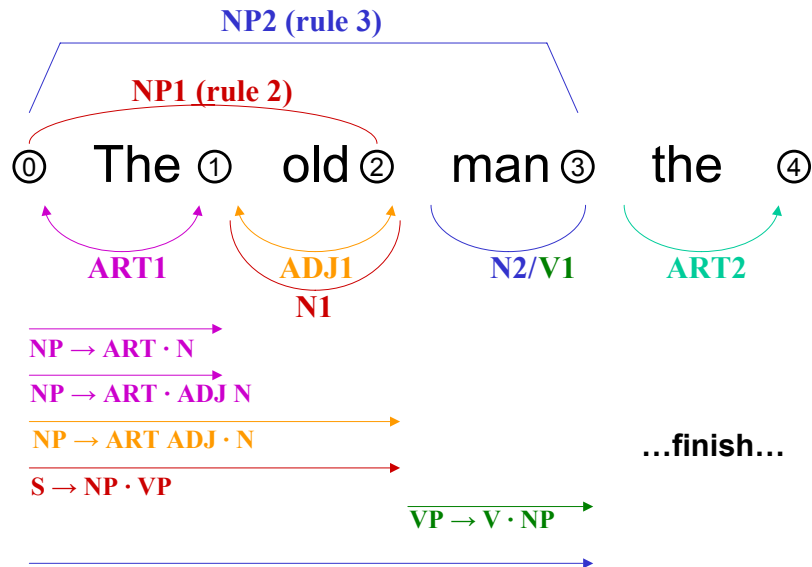 NP2 (rule 3)
NP1 (rule 2)
0 The 1 old 2 man 3 the 4
ART1 ADJ1 N2/V1 ART2
N1
NP → ART · N
NP → ART · ADJ N
NP → ART ADJ · N
...finish...
S → NP · VP
VP → V · NP